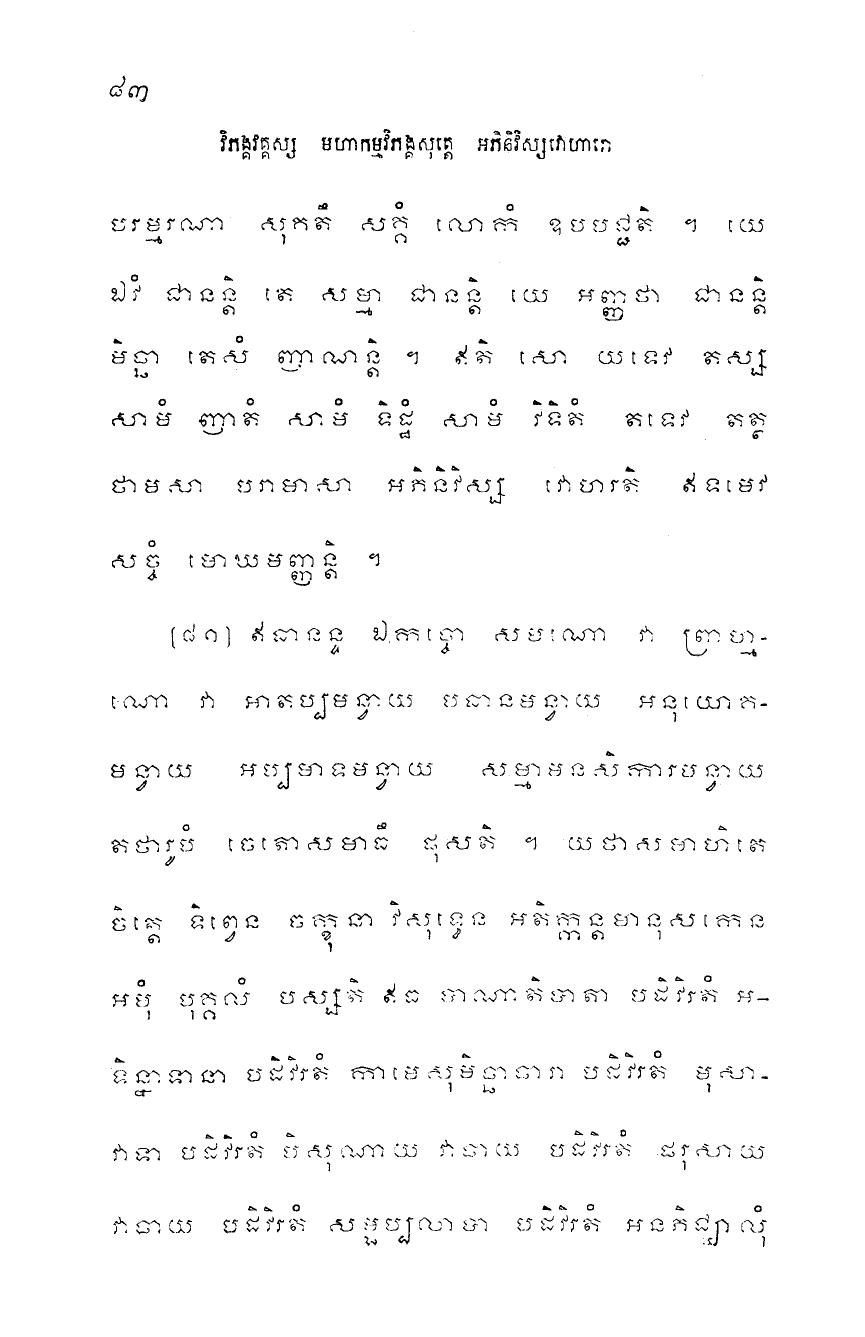 ៨៣
វិភង្គវគ្គស្ស មហាកម្មវិភង្គសុត្តេ អភិនិវិស្សវោហារោ
បរម្មរណា សុគតឹ សគ្គំ លោកំ ឧបបជ្ជតិ ។ យេ
ឯវំ ជានន្តិ តេ សម្មា ជានន្តិ យេ អញ្ញថា ជានន្តិ
មិច្ឆា តេសំ ញាណន្តិ ។ ឥតិ សោ យទេវ តស្ស
សាមំ ញាតំ សាមំ ទិដ្ឋំ សាមំ វិទិតំ តទេវ តត្ថ
ថាមសា បរាមាសា អភិនិវិស្ស វោហរតិ ឥទមេវ
សច្ចំ មោឃមញ្ញន្តិ ។
[៨១] ឥធានន្ទ ឯកច្ចោ សមណោ វា ព្រាហ្ម-
ណោ វា អាតប្បមន្វាយ បធានមន្វាយ អនុយោគ-
មន្វាយ អប្បមាទមន្វាយ សម្មាមនសិការមន្វាយ
តថារូបំ ចេតោសមាធឹ ផុសតិ ។ យថាសមាហិតេ
ចិត្តេ ទិព្វេន ចក្ខុនា វិសុទ្ធេន អតិក្កន្តមានុសកេន
អមុំ បុគ្គលំ បស្សតិ ឥធ បាណាតិបាតា បដិវិរតំ អ-
ទិន្នាទានា បដិវិរតំ កាមេសុមិច្ឆាចារា បដិវិរតំ មុសា-
វាទា បដិវិរតំ បិសុណាយ វាចាយ បដិវិរតំ ផរុសាយ
វាចាយ បដិវិរតំ សម្ផប្បលាបា បដិវិរតំ អនភិជ្ឈាលុំ